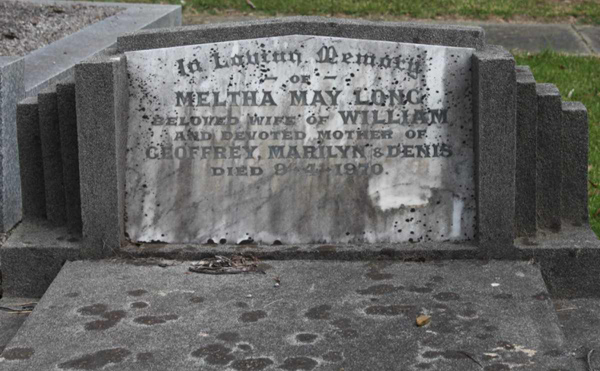 In Loving Memory
— OF —
MELTHA MAY LONG
BELOVED WIFE OF WILLIAM
AND DEVOTED MOTHER OF
GEOFFREY, MARILYN & DENIS
DIED 9-4-1970.